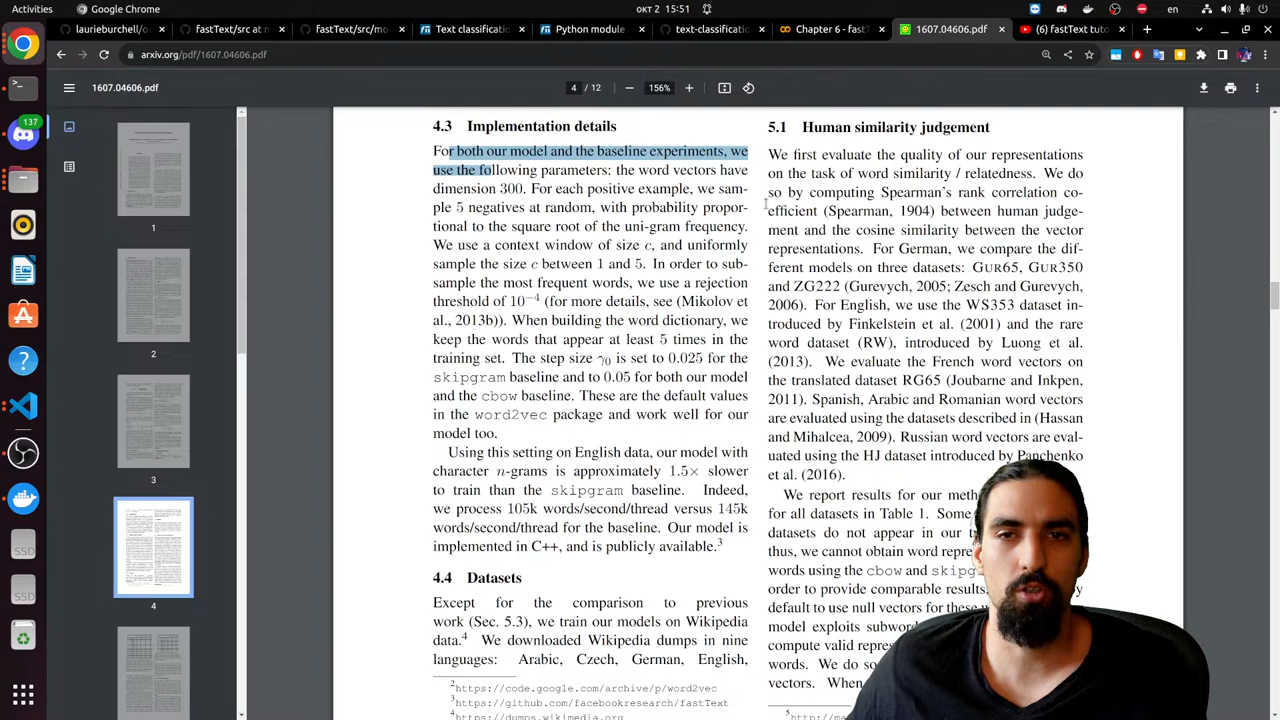 Activities
Google Chrome
окт 2 15:51
en
laurieburchell/op
fastText/src at m
fastText/src/mo
Text classificatio
Python module
text-classificatio
Chapter 6 - fastT
1607.04606.pdf
fastText tuto
arxiv.org/pdf/1607.04606
1607.04606.pdf
4 / 12
156%
137
1
2
3
4
4.3 Implementation details
For both our model and the baseline experiments, we
use the following parameters: the word vectors have
dimension 300. For each positive example, we sam-
ple 5 negatives at random, with probability propor-
tional to the square root of the uni-gram frequency.
We use a context window of size c, and uniformly
sample the size c between 1 and 5. In order to sub-
sample the most frequent words, we use a rejection
threshold of 10−4 (for more details, see (Mikolov et
al., 2013b)). When building the word dictionary, we
keep the words that appear at least 5 times in the
training set. The step size γ0 is set to 0.025 for the
skipgram baseline and to 0.05 for both our model
and the cbow baseline. These are the default values
in the word2vec package and work well for our
model too.
Using this setting on English data, our model with
character n-grams is approximately 1.5× slower
to train than the skipgram baseline. Indeed,
we process 105k words/second/thread versus 145k
words/second/thread for the baseline. Our model is
implemented in C++, and is publicly available.3
4.4 Datasets
Except for the comparison to previous
work (Sec. 5.3), we train our models on Wikipedia
data.4 We downloaded Wikipedia dumps in nine
languages: Arabic, Czech, German, English,
2https://code.google.com/archive/p/word2vec
3https://github.com/facebookresearch/fastText
4https://dumps.wikimedia.org
5.1 Human similarity judgement
We first evaluate the quality of our representations
on the task of word similarity / relatedness. We do
so by computing Spearman's rank correlation co-
efficient (Spearman, 1904) between human judge-
ment and the cosine similarity between the vector
representations. For German, we compare the dif-
ferent models on three datasets: GUR65, GUR350
and ZG222 (Gurevych, 2005; Zesch and Gurevych,
2006). For English, we use the WS353 dataset in-
troduced by Finkelstein et al. (2001) and the rare
word dataset (RW), introduced by Luong et al.
(2013). We evaluate the French word vectors on
the translated dataset RG65 (Joubarne and Inkpen,
2011). Spanish, Arabic and Romanian word vectors
are evaluated using the datasets described in (Hassan
and Mihalcea, 2009). Russian word vectors are eval-
uated using the HJ dataset introduced by Panchenko
et al. (2016).
We report results for our meth
for all datasets in Table 1. Some
datasets do not appear in our
thus, we cannot obtain word repre
words using the cbow and skipg
order to provide comparable results, by
default to use null vectors for these
model exploits subword
compute valid repre
words. We
vectors. Wh
5